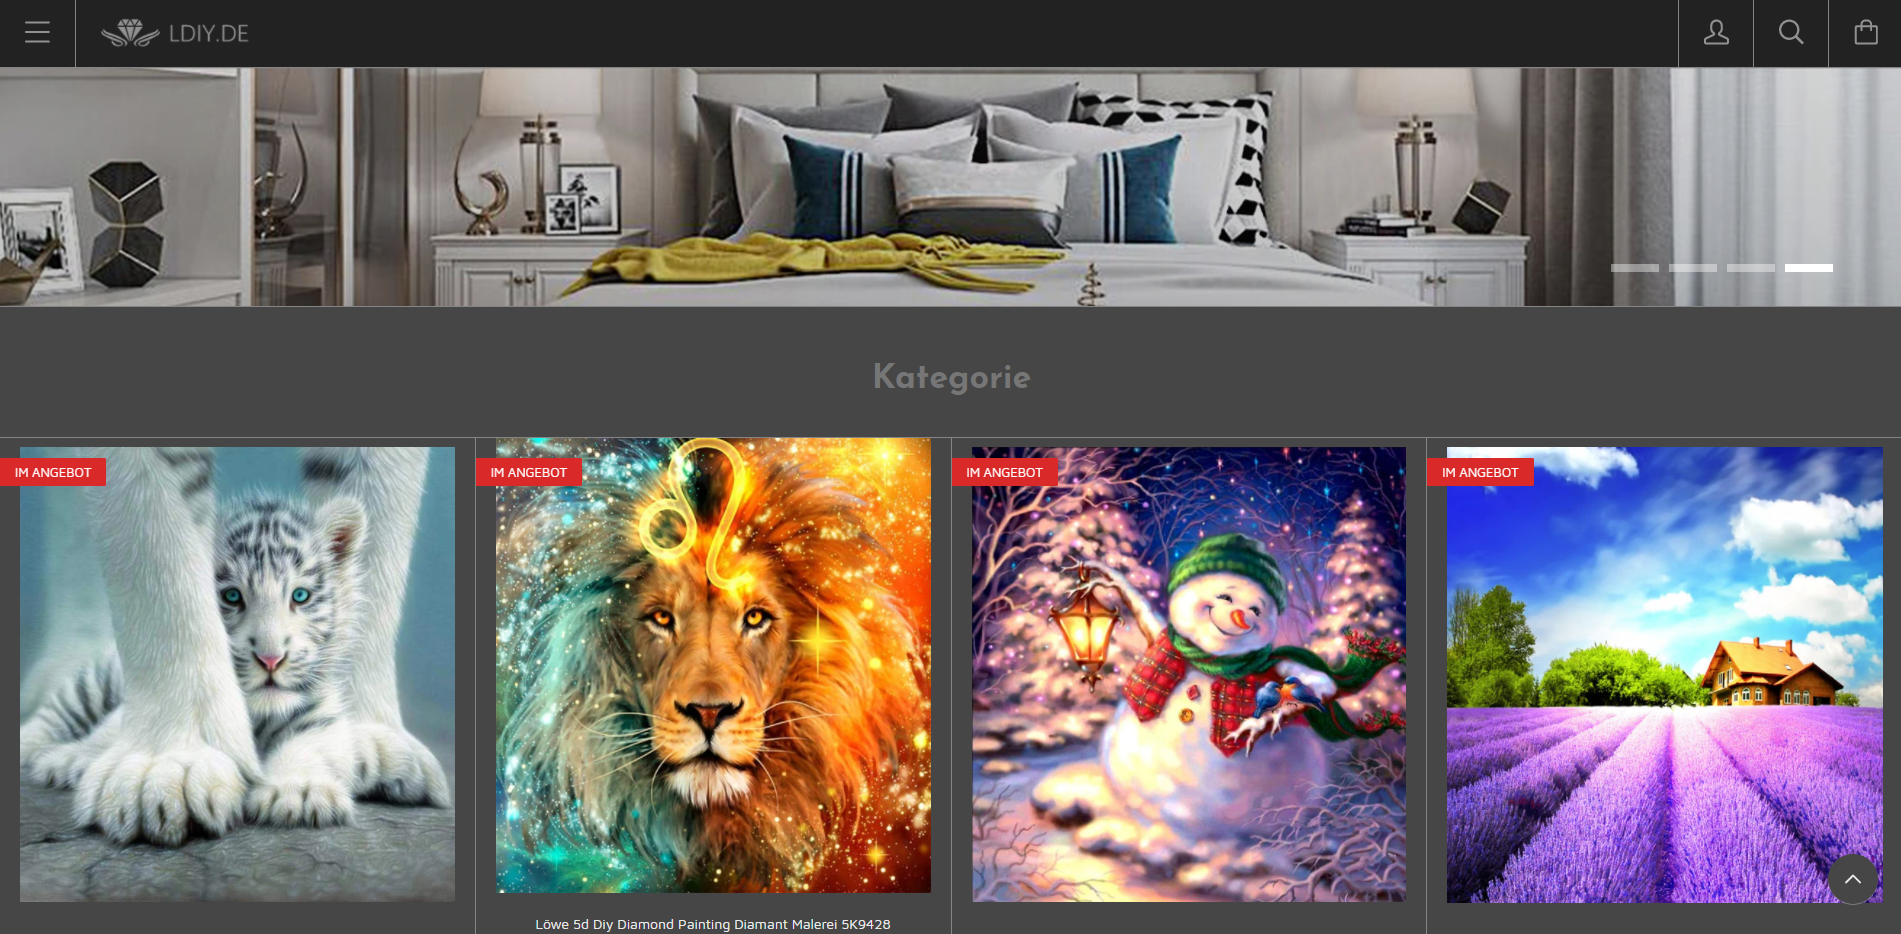 LDIY.DE
Kategorie
IM ANGEBOT
IM ANGEBOT
IM ANGEBOT
IM ANGEBOT
Löwe 5d Diy Diamond Painting Diamant Malerei 5K9428